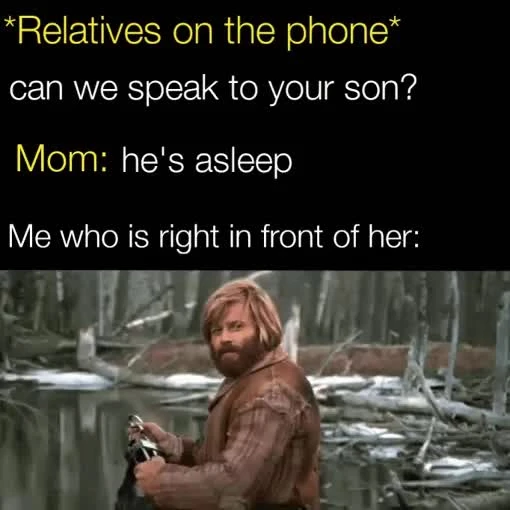 *Relatives on the phone*
can we speak to your son?
Mom: he's asleep
Me who is right in front of her: